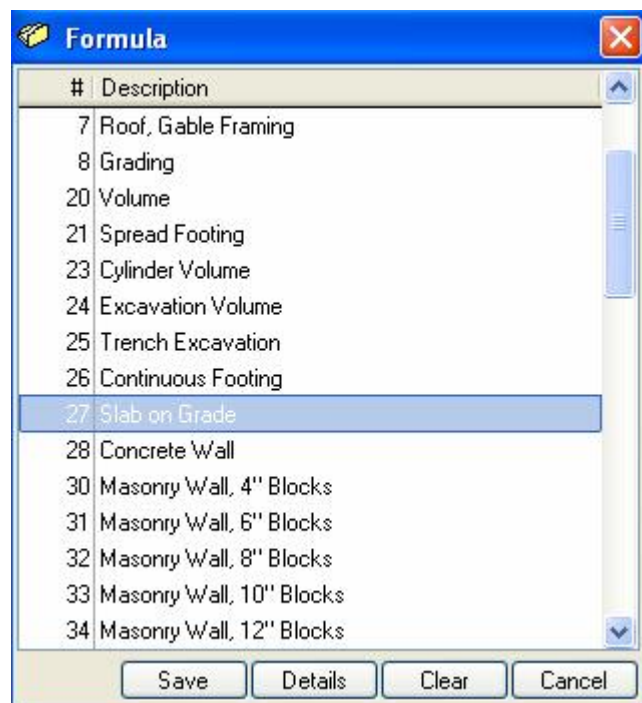 Formula
# Description
7 Roof, Gable Framing
8 Grading
20 Volume
21 Spread Footing
23 Cylinder Volume
24 Excavation Volume
25 Trench Excavation
26 Continuous Footing
27 Slab on Grade
28 Concrete Wall
30 Masonry Wall, 4" Blocks
31 Masonry Wall, 6" Blocks
32 Masonry Wall, 8" Blocks
33 Masonry Wall, 10" Blocks
34 Masonry Wall, 12" Blocks
Save Details Clear Cancel